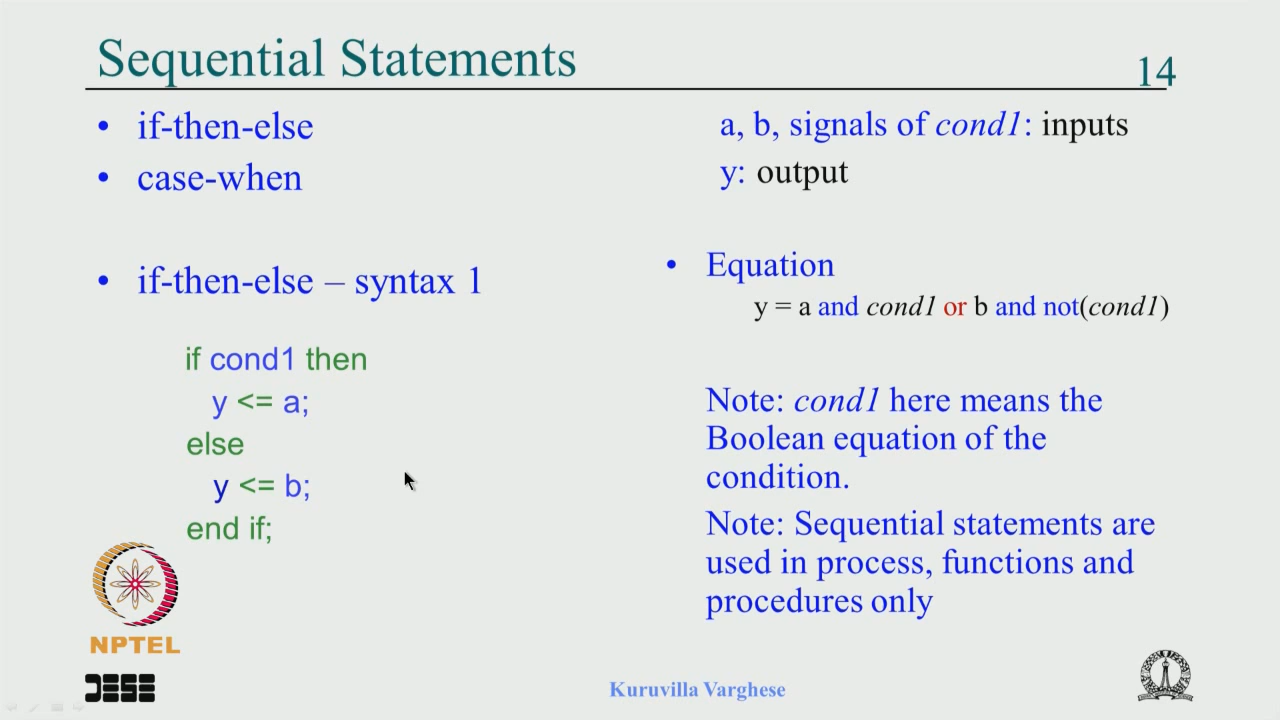 Sequential Statements
14
• if-then-else
• case-when
• if-then-else – syntax 1
if cond1 then
y <= a;
else
y <= b;
end if;
a, b, signals of cond1: inputs
y: output
• Equation
y = a and cond1 or b and not(cond1)
Note: cond1 here means the
Boolean equation of the
condition.
Note: Sequential statements are
used in process, functions and
procedures only
NPTEL
DESE
Kuruvilla Varghese